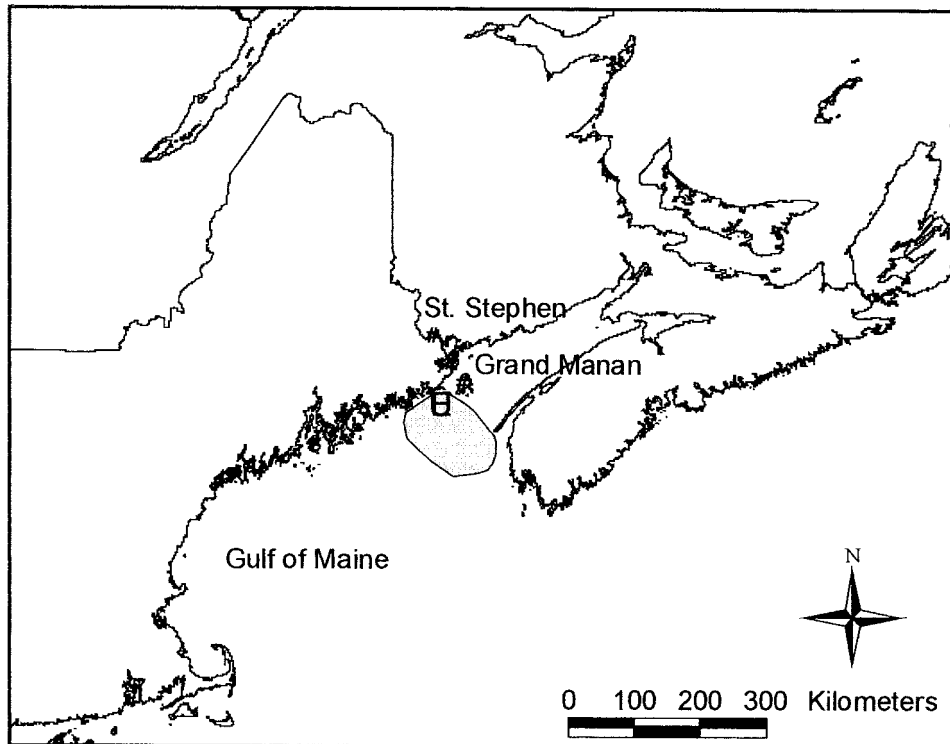 St. Stephen
Grand Manan
Gulf of Maine
N
0 100 200 300 Kilometers